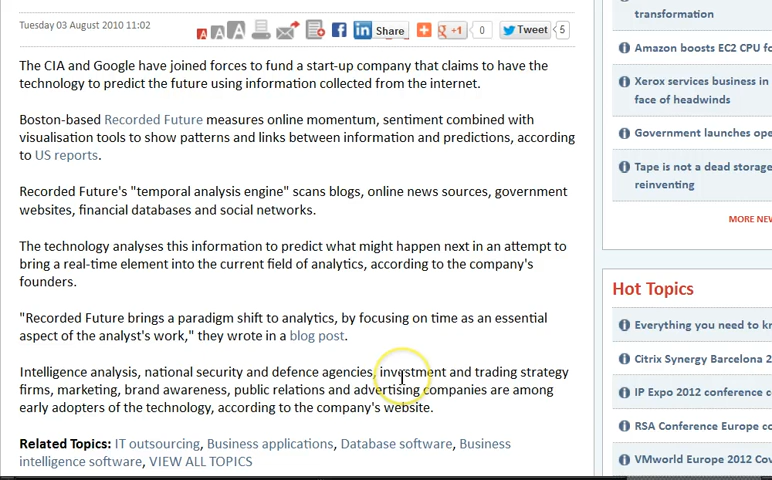 Tuesday 03 August 2010 11:02
A A A
Share
+1
0
Tweet
5
The CIA and Google have joined forces to fund a start-up company that claims to have the
technology to predict the future using information collected from the internet.
Boston-based Recorded Future measures online momentum, sentiment combined with
visualisation tools to show patterns and links between information and predictions, according
to US reports.
Recorded Future's "temporal analysis engine" scans blogs, online news sources, government
websites, financial databases and social networks.
The technology analyses this information to predict what might happen next in an attempt to
bring a real-time element into the current field of analytics, according to the company's
founders.
"Recorded Future brings a paradigm shift to analytics, by focusing on time as an essential
aspect of the analyst's work," they wrote in a blog post.
Intelligence analysis, national security and defence agencies, investment and trading strategy
firms, marketing, brand awareness, public relations and advertising companies are among
early adopters of the technology, according to the company's website.
Related Topics: IT outsourcing, Business applications, Database software, Business
intelligence software, VIEW ALL TOPICS
transformation
Amazon boosts EC2 CPU fo
Xerox services business in
face of headwinds
Government launches ope
Tape is not a dead storage
reinventing
MORE NEW
Hot Topics
Everything you need to kn
Citrix Synergy Barcelona 2
IP Expo 2012 conference c
RSA Conference Europe co
VMworld Europe 2012 Cov